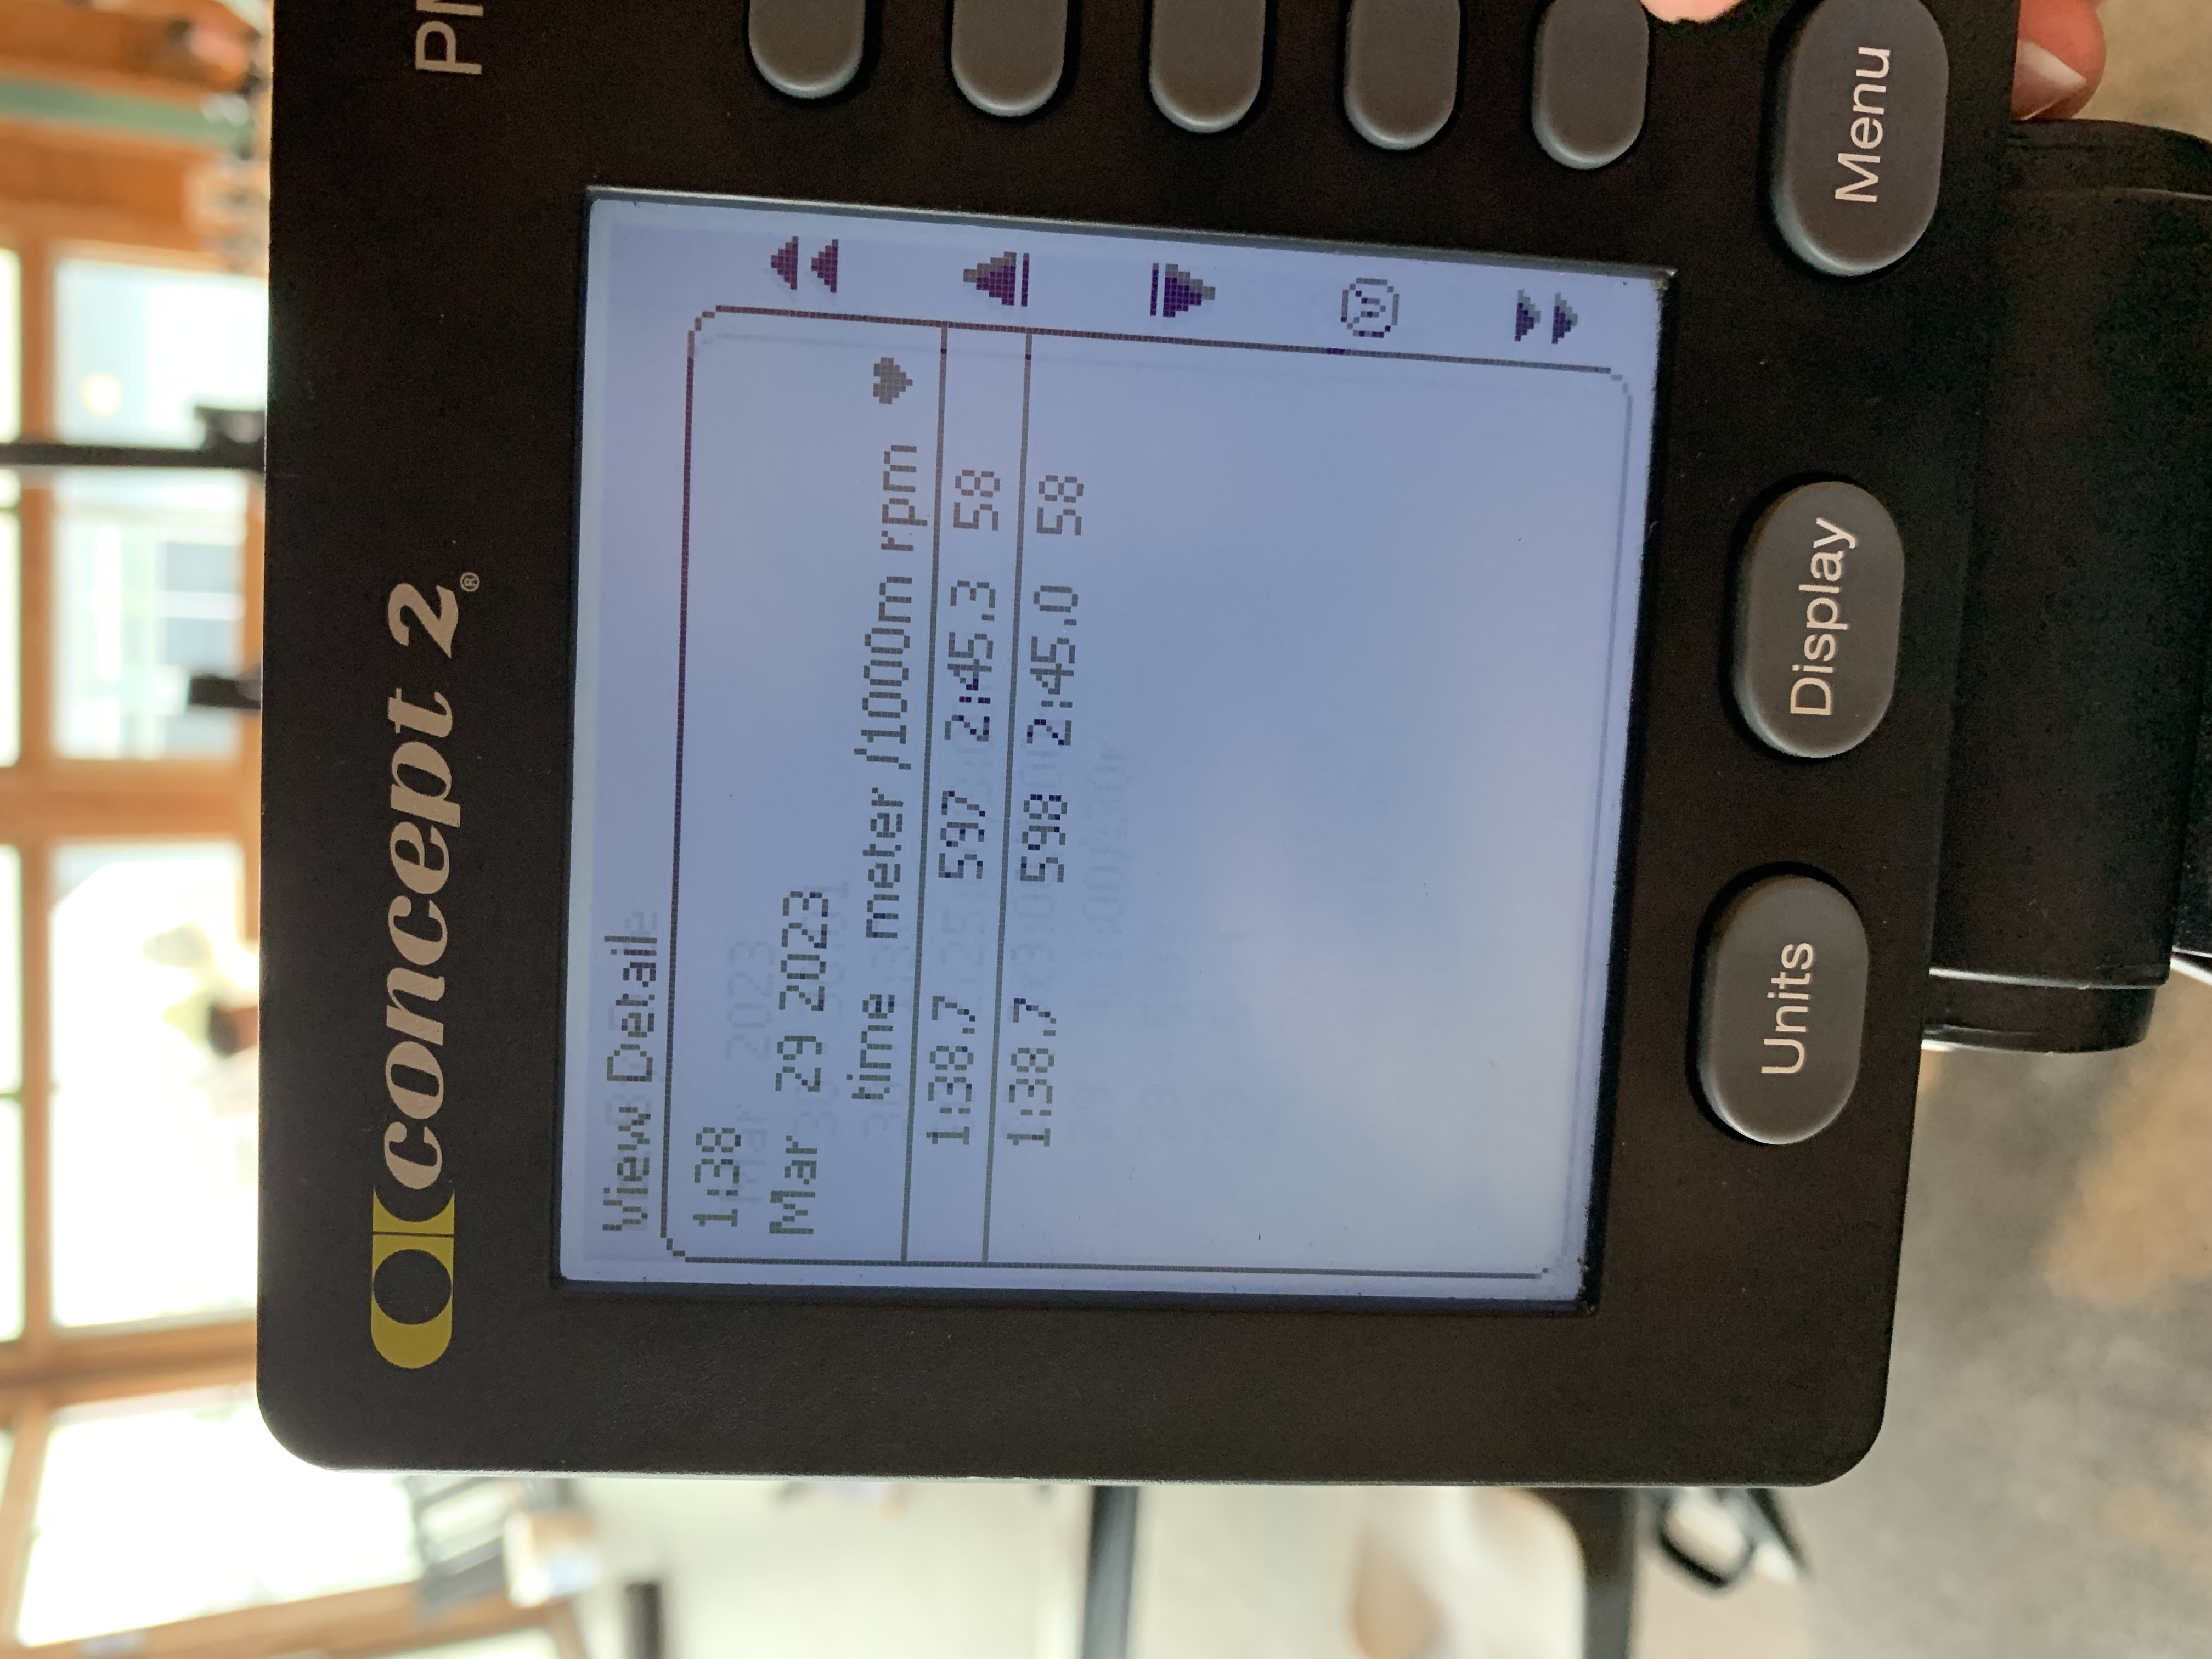 concept 2®
PM
View Detail
1:38
Mar 29 2023
time meter /1000m rpm
1:38.7 597 2:45.3 58
1:38.7 598 2:45.0 58
Units
Display
Menu